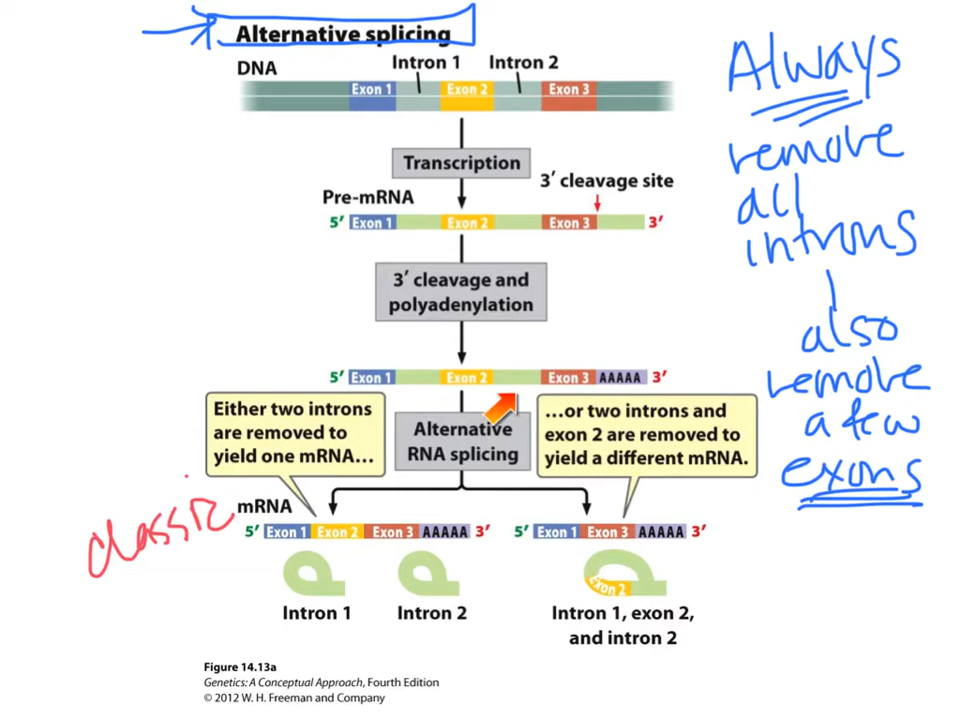 Alternative splicing
DNA
Intron 1 Intron 2
Exon 1 Exon 2 Exon 3
Transcription
3′ cleavage site
Pre-mRNA
5′ Exon 1 Exon 2 Exon 3 3′
3′ cleavage and
polyadenylation
5′ Exon 1 Exon 2 Exon 3 AAAAA 3′
Either two introns
are removed to
yield one mRNA…
Alternative
RNA splicing
…or two introns and
exon 2 are removed to
yield a different mRNA.
mRNA
5′ Exon 1 Exon 2 Exon 3 AAAAA 3′
5′ Exon 1 Exon 3 AAAAA 3′
Exon 2
Intron 1
Intron 2
Intron 1, exon 2,
and intron 2
classic
Always
remove
all
introns
also
remove
a few
exons
Figure 14.13a
Genetics: A Conceptual Approach, Fourth Edition
© 2012 W. H. Freeman and Company